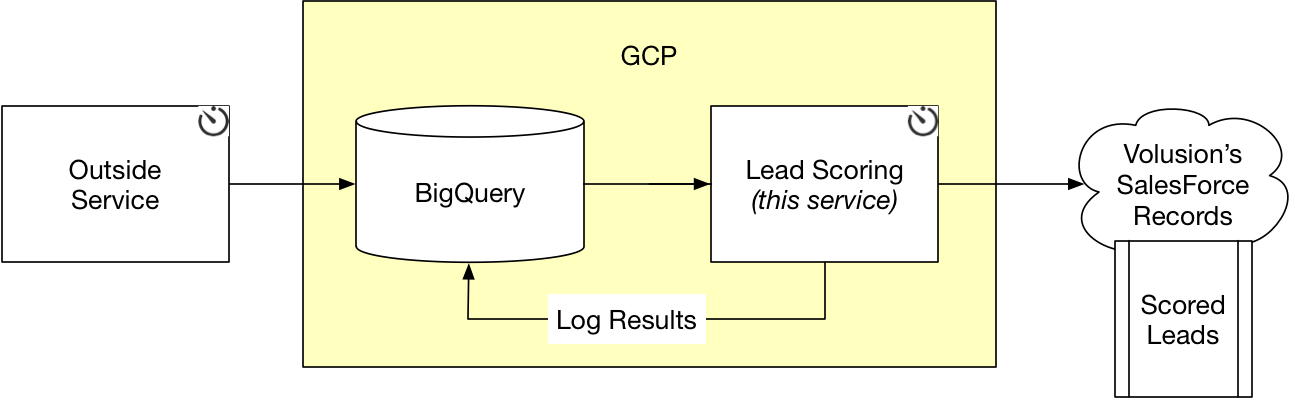 GCP
Outside
Service
BigQuery
Lead Scoring
(this service)
Log Results
Volusion’s
SalesForce
Records
Scored
Leads